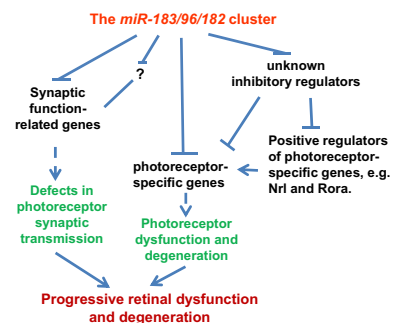 The miR-183/96/182 cluster
?
unknown
inhibitory regulators
Synaptic
function-
related genes
Positive regulators
of photoreceptor-
specific genes, e.g.
Nrl and Rora.
photoreceptor-
specific genes
Defects in
photoreceptor
synaptic
transmission
Photoreceptor
dysfunction and
degeneration
Progressive retinal dysfunction
and degeneration